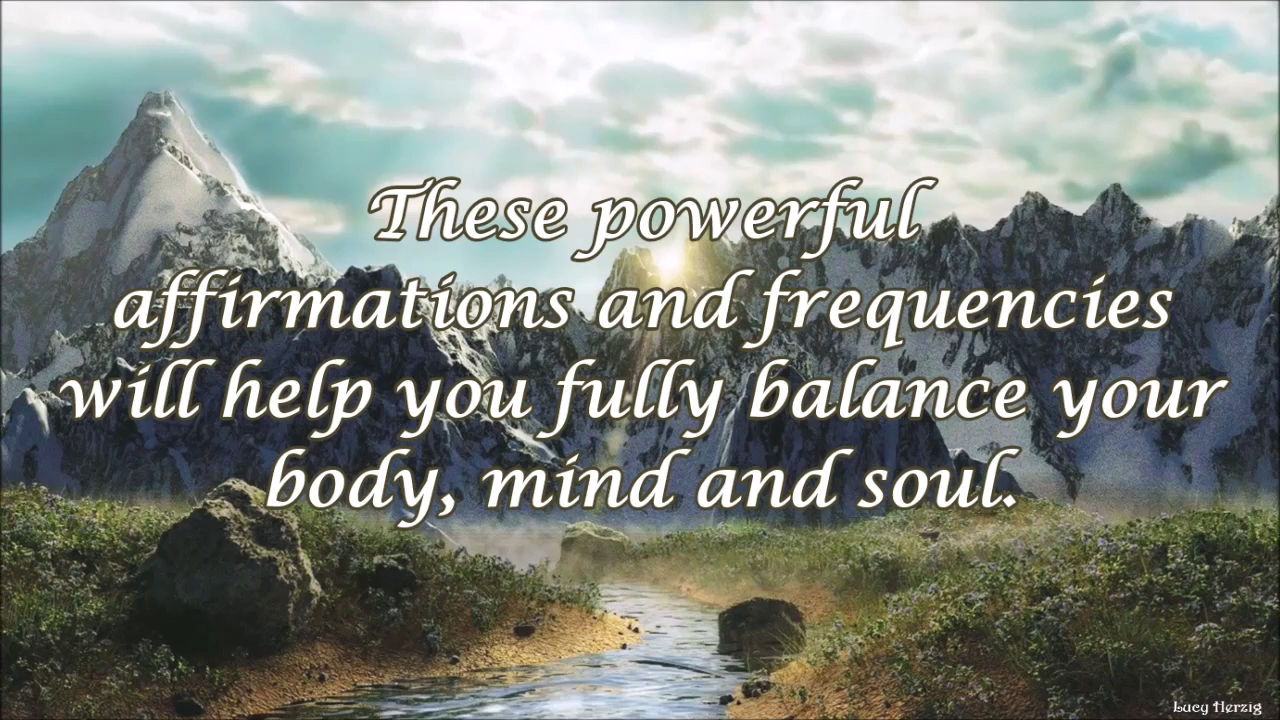 These powerful
affirmations and frequencies
will help you fully balance your
body, mind and soul.
Lucy Herzig